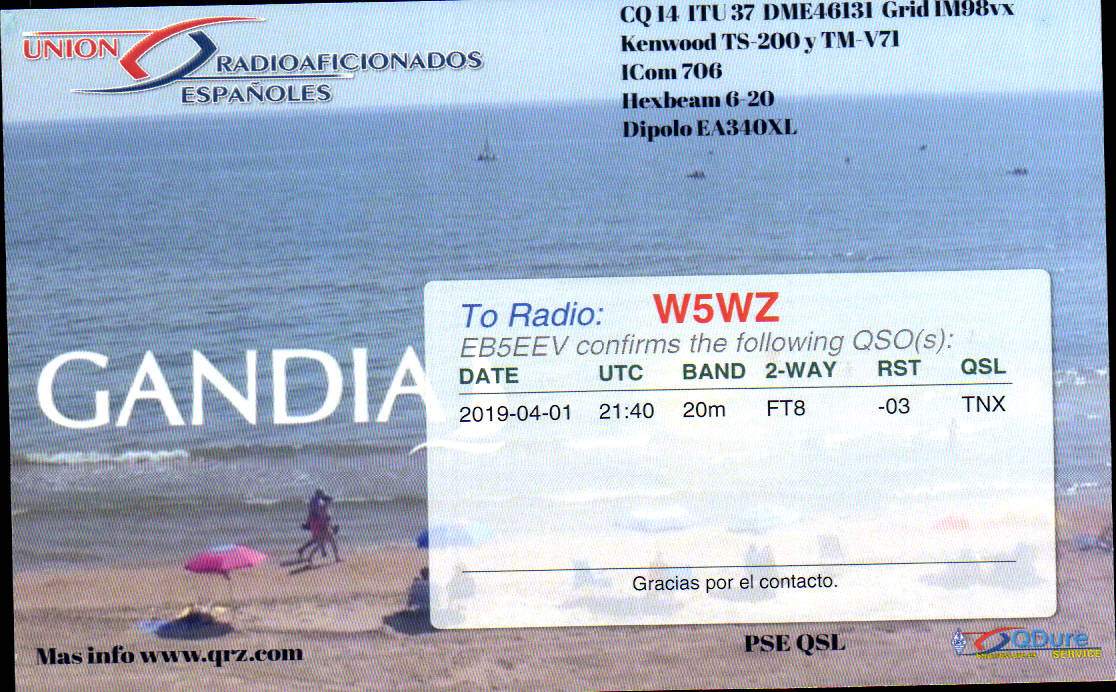 UNION
RADIOAFICIONADOS
ESPAÑOLES
CQ 14 ITU 37 DME46131 Grid IM98vx
Kenwood TS-200 y TM-V71
ICom 706
Hexbeam 6-20
Dipolo EA340XL
GANDIA
To Radio: W5WZ
EB5EEV confirms the following QSO(s):
DATE UTC BAND 2-WAY RST QSL
2019-04-01 21:40 20m FT8 -03 TNX
Gracias por el contacto.
Mas info www.qrz.com
PSE QSL
QDure
SERVICE